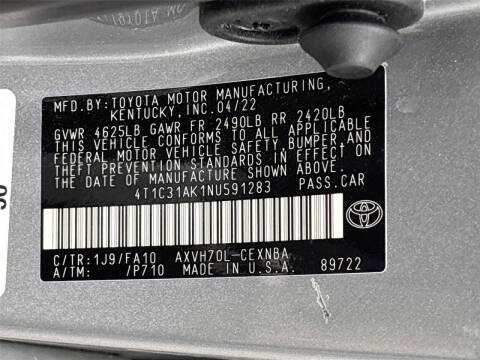 MFD.BY:TOYOTA MOTOR MANUFACTURING,
KENTUCKY, INC.04/22
GVWR 4625LB GAWR FR 2490LB RR 2420LB
THIS VEHICLE CONFORMS TO ALL APPLICABLE
FEDERAL MOTOR VEHICLE SAFETY, BUMPER, AND
THEFT PREVENTION STANDARDS IN EFFECT ON
THE DATE OF MANUFACTURE SHOWN ABOVE.
4T1C31AK1NU591283 PASS.CAR
C/TR:1J9/FA10 AXVH70L-CEXNBA
A/TM: /P710 MADE IN U.S.A. 89722